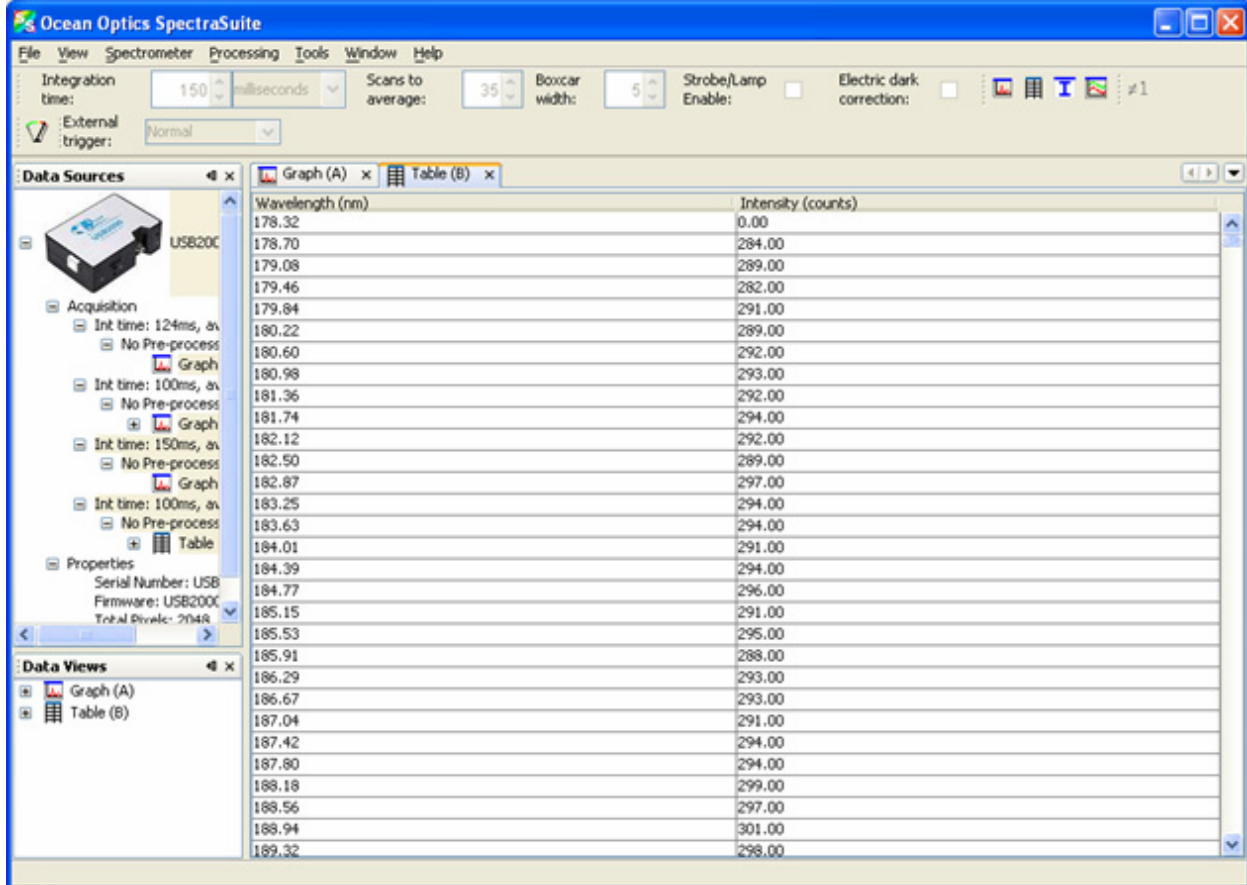 Ocean Optics SpectraSuite
File View Spectrometer Processing Tools Window Help
Integration time: 150 milliseconds Scans to average: 35 Boxcar width: 5 Strobe/Lamp Enable: Electric dark correction: ≠1
External trigger: Normal
Data Sources
USB200
Acquisition
Int time: 124ms, av
No Pre-process
Graph
Int time: 100ms, av
No Pre-process
Graph
Int time: 150ms, av
No Pre-process
Graph
Int time: 100ms, av
No Pre-process
Table
Properties
Serial Number: USB
Firmware: USB2000
Total Pixels: 2048
Data Views
Graph (A)
Table (B)
Graph (A) x Table (B) x
Wavelength (nm) Intensity (counts)
178.32 0.00
178.70 284.00
179.08 289.00
179.46 282.00
179.84 291.00
180.22 289.00
180.60 292.00
180.98 293.00
181.36 292.00
181.74 294.00
182.12 292.00
182.50 289.00
182.87 297.00
183.25 294.00
183.63 294.00
184.01 291.00
184.39 294.00
184.77 296.00
185.15 291.00
185.53 295.00
185.91 288.00
186.29 293.00
186.67 293.00
187.04 291.00
187.42 294.00
187.80 294.00
188.18 299.00
188.56 297.00
188.94 301.00
189.32 298.00